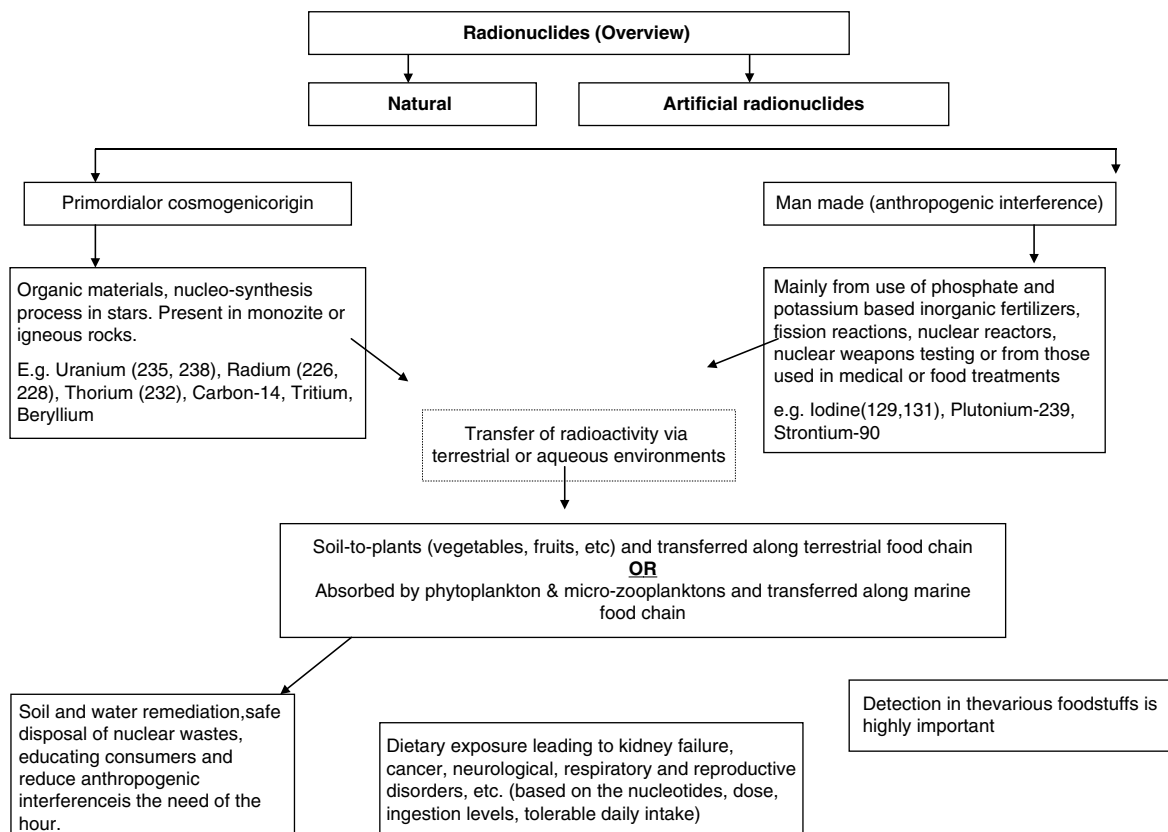 Radionuclides (Overview)
Natural
Artificial radionuclides
Primordialor cosmogenicorigin
Man made (anthropogenic interference)
Organic materials, nucleo-synthesis
process in stars. Present in monozite or
igneous rocks.
E.g. Uranium (235, 238), Radium (226,
228), Thorium (232), Carbon-14, Tritium,
Beryllium
Mainly from use of phosphate and
potassium based inorganic fertilizers,
fission reactions, nuclear reactors,
nuclear weapons testing or from those
used in medical or food treatments
e.g. Iodine(129,131), Plutonium-239,
Strontium-90
Transfer of radioactivity via
terrestrial or aqueous environments
Soil-to-plants (vegetables, fruits, etc) and transferred along terrestrial food chain
OR
Absorbed by phytoplankton & micro-zooplanktons and transferred along marine
food chain
Soil and water remediation,safe
disposal of nuclear wastes,
educating consumers and
reduce anthropogenic
interferenceis the need of the
hour.
Dietary exposure leading to kidney failure,
cancer, neurological, respiratory and reproductive
disorders, etc. (based on the nucleotides, dose,
ingestion levels, tolerable daily intake)
Detection in thevarious foodstuffs is
highly important